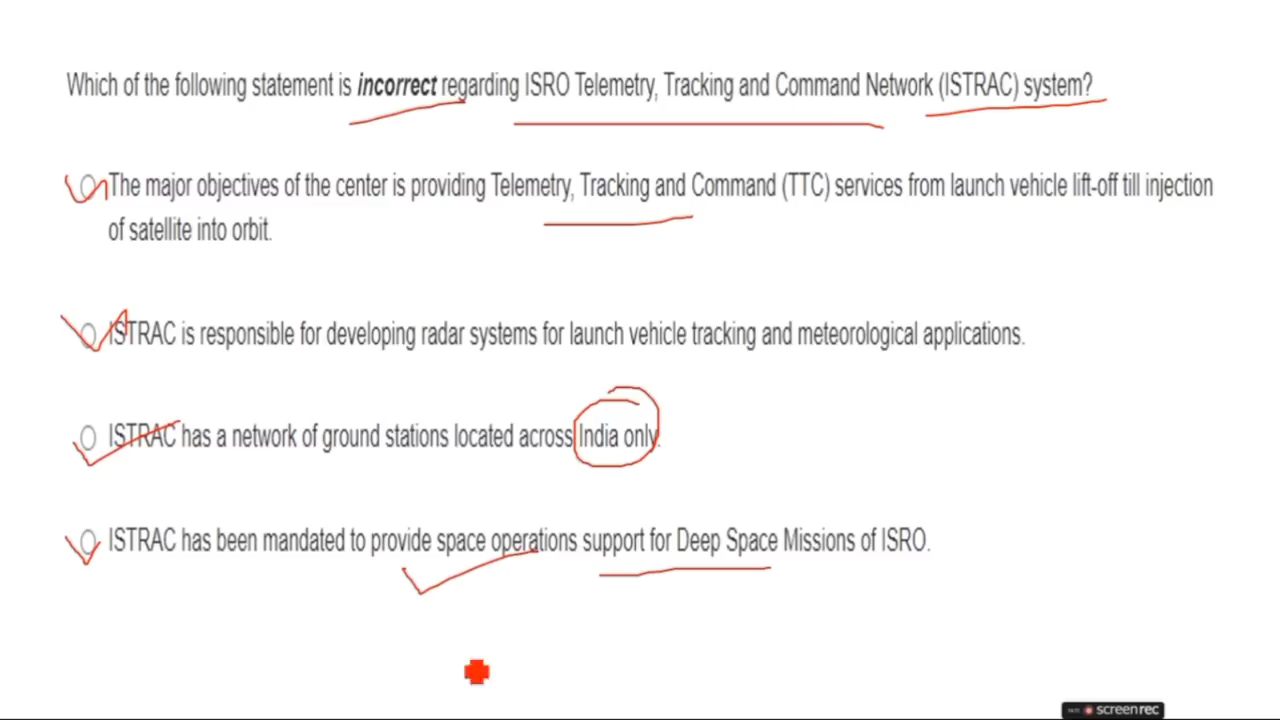 Which of the following statement is incorrect regarding ISRO Telemetry, Tracking and Command Network (ISTRAC) system?
The major objectives of the center is providing Telemetry, Tracking and Command (TTC) services from launch vehicle lift-off till injection
of satellite into orbit.
ISTRAC is responsible for developing radar systems for launch vehicle tracking and meteorological applications.
ISTRAC has a network of ground stations located across India only.
ISTRAC has been mandated to provide space operations support for Deep Space Missions of ISRO.
screenrec